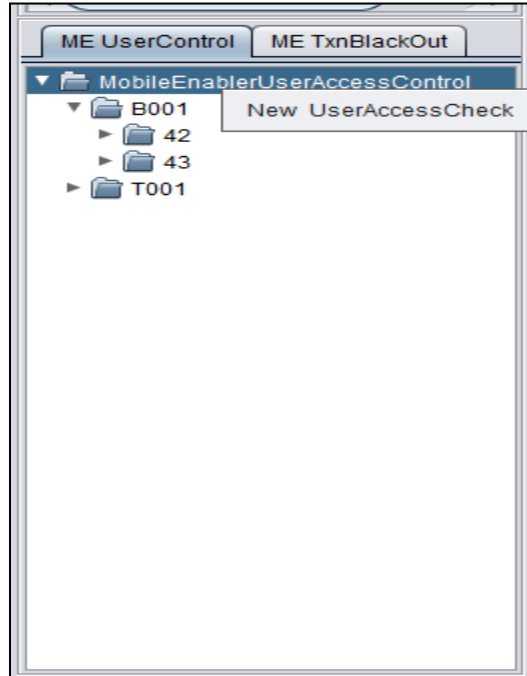 ME UserControl ME TxnBlackOut
MobileEnablerUserAccessControl
B001
New UserAccessCheck
42
43
T001